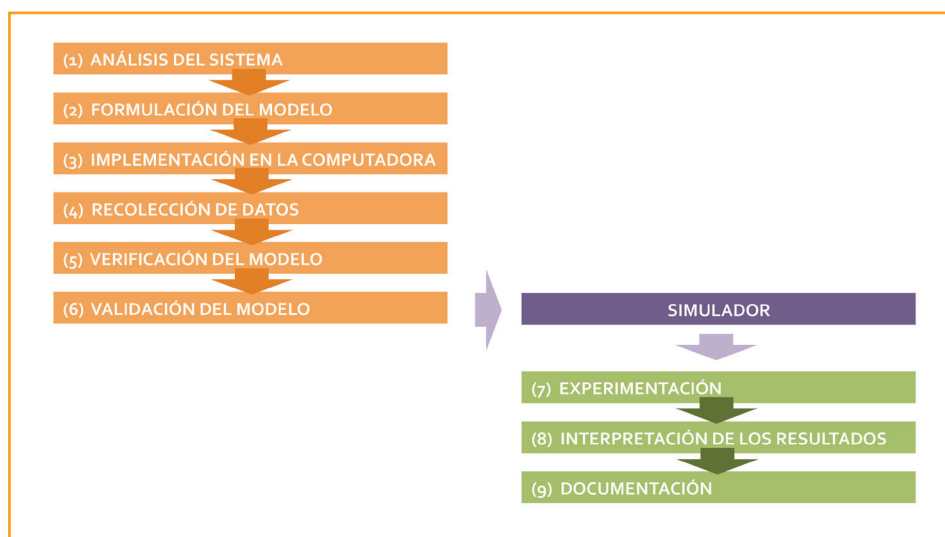 (1) ANÁLISIS DEL SISTEMA
(2) FORMULACIÓN DEL MODELO
(3) IMPLEMENTACIÓN EN LA COMPUTADORA
(4) RECOLECCIÓN DE DATOS
(5) VERIFICACIÓN DEL MODELO
(6) VALIDACIÓN DEL MODELO
SIMULADOR
(7) EXPERIMENTACIÓN
(8) INTERPRETACIÓN DE LOS RESULTADOS
(9) DOCUMENTACIÓN